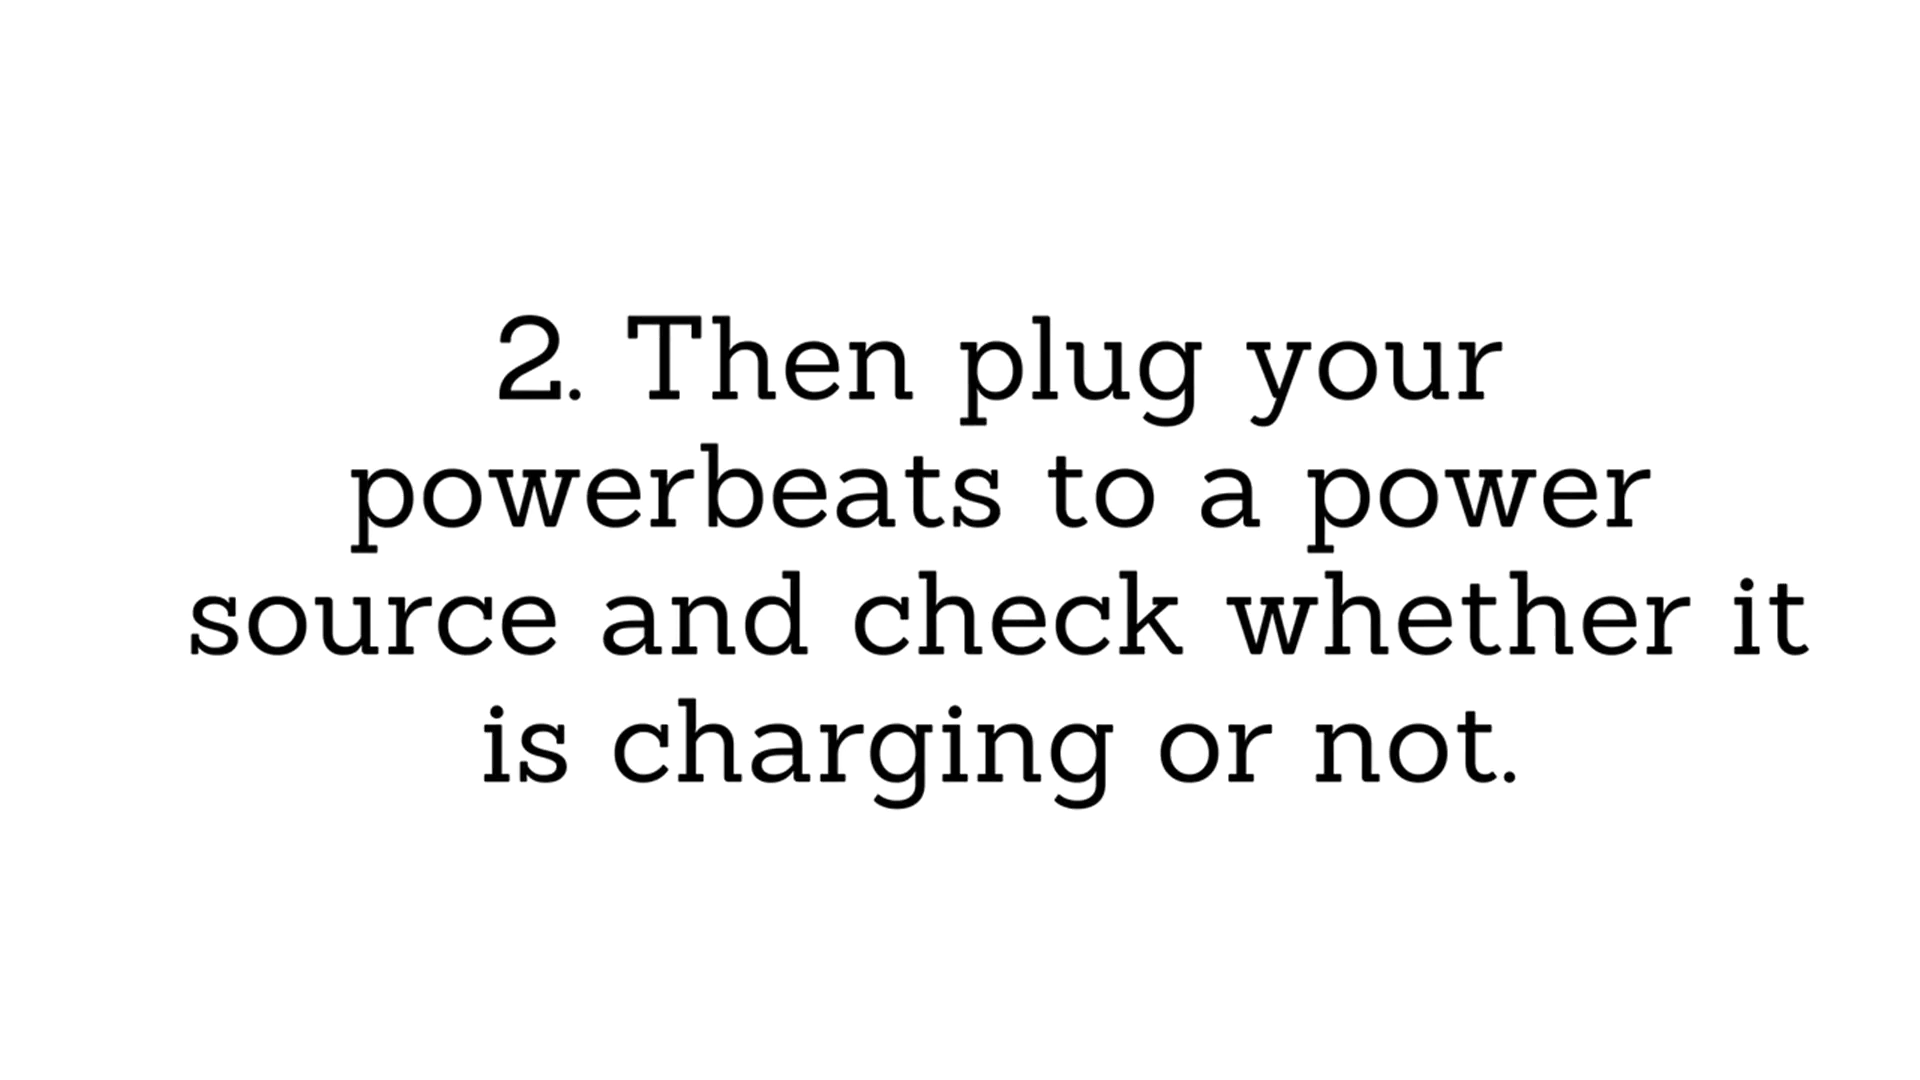 2. Then plug your
powerbeats to a power
source and check whether it
is charging or not.